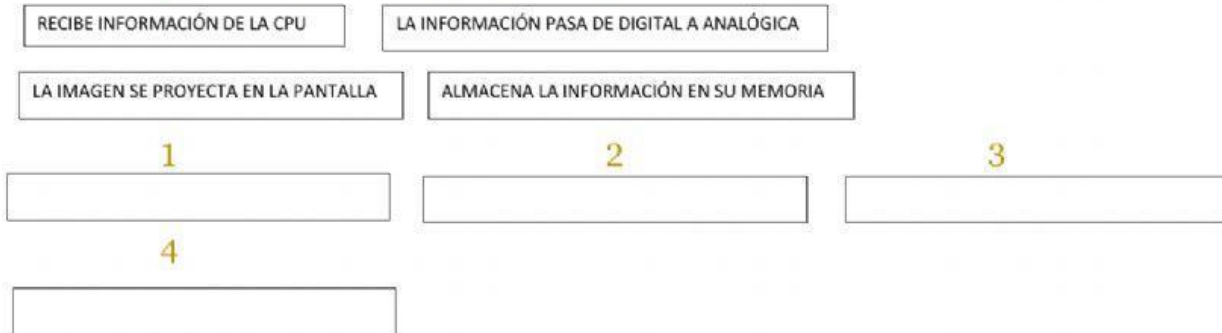 RECIBE INFORMACIÓN DE LA CPU
LA INFORMACIÓN PASA DE DIGITAL A ANALÓGICA
LA IMAGEN SE PROYECTA EN LA PANTALLA
ALMACENA LA INFORMACIÓN EN SU MEMORIA
1
2
3
4